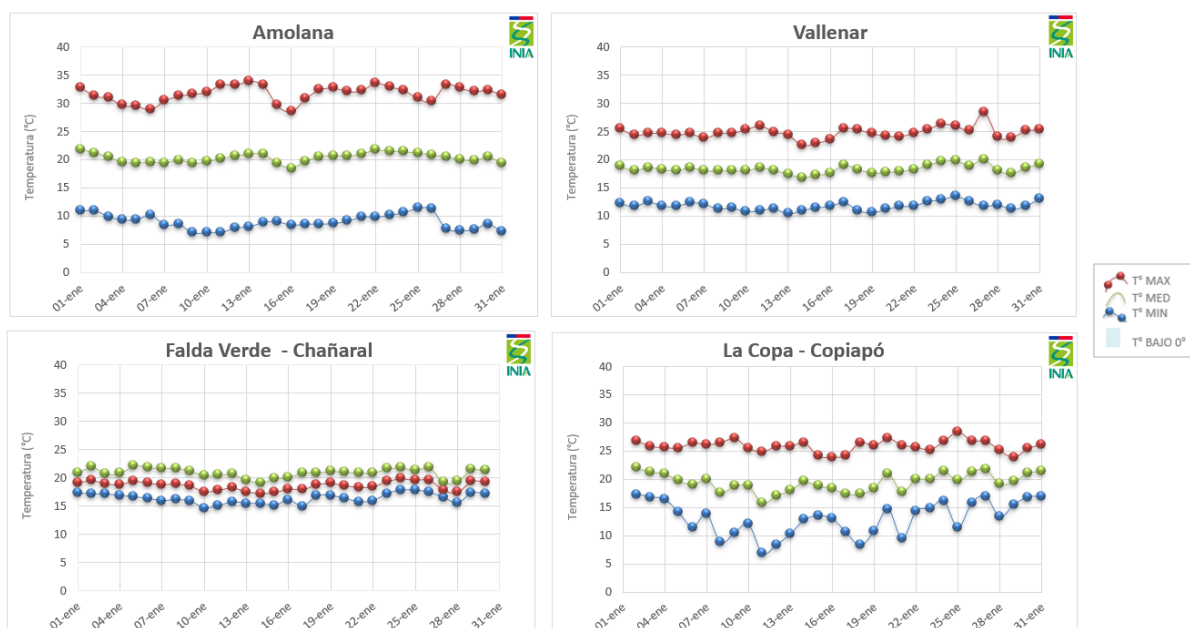 Amolana
INIA
Temperatura (°C)
40
35
30
25
20
15
10
5
0
01-ene
04-ene
07-ene
10-ene
13-ene
16-ene
19-ene
22-ene
25-ene
28-ene
31-ene
Vallenar
INIA
Temperatura (°C)
40
35
30
25
20
15
10
5
0
01-ene
04-ene
07-ene
10-ene
13-ene
16-ene
19-ene
22-ene
25-ene
28-ene
31-ene
T° MAX
T° MED
T° MIN
T° BAJO 0°
Falda Verde - Chañaral
INIA
Temperatura (°C)
40
35
30
25
20
15
10
5
0
01-ene
04-ene
07-ene
10-ene
13-ene
16-ene
19-ene
22-ene
25-ene
28-ene
31-ene
La Copa - Copiapó
INIA
Temperatura (°C)
40
35
30
25
20
15
10
5
0
01-ene
04-ene
07-ene
10-ene
13-ene
16-ene
19-ene
22-ene
25-ene
28-ene
31-ene